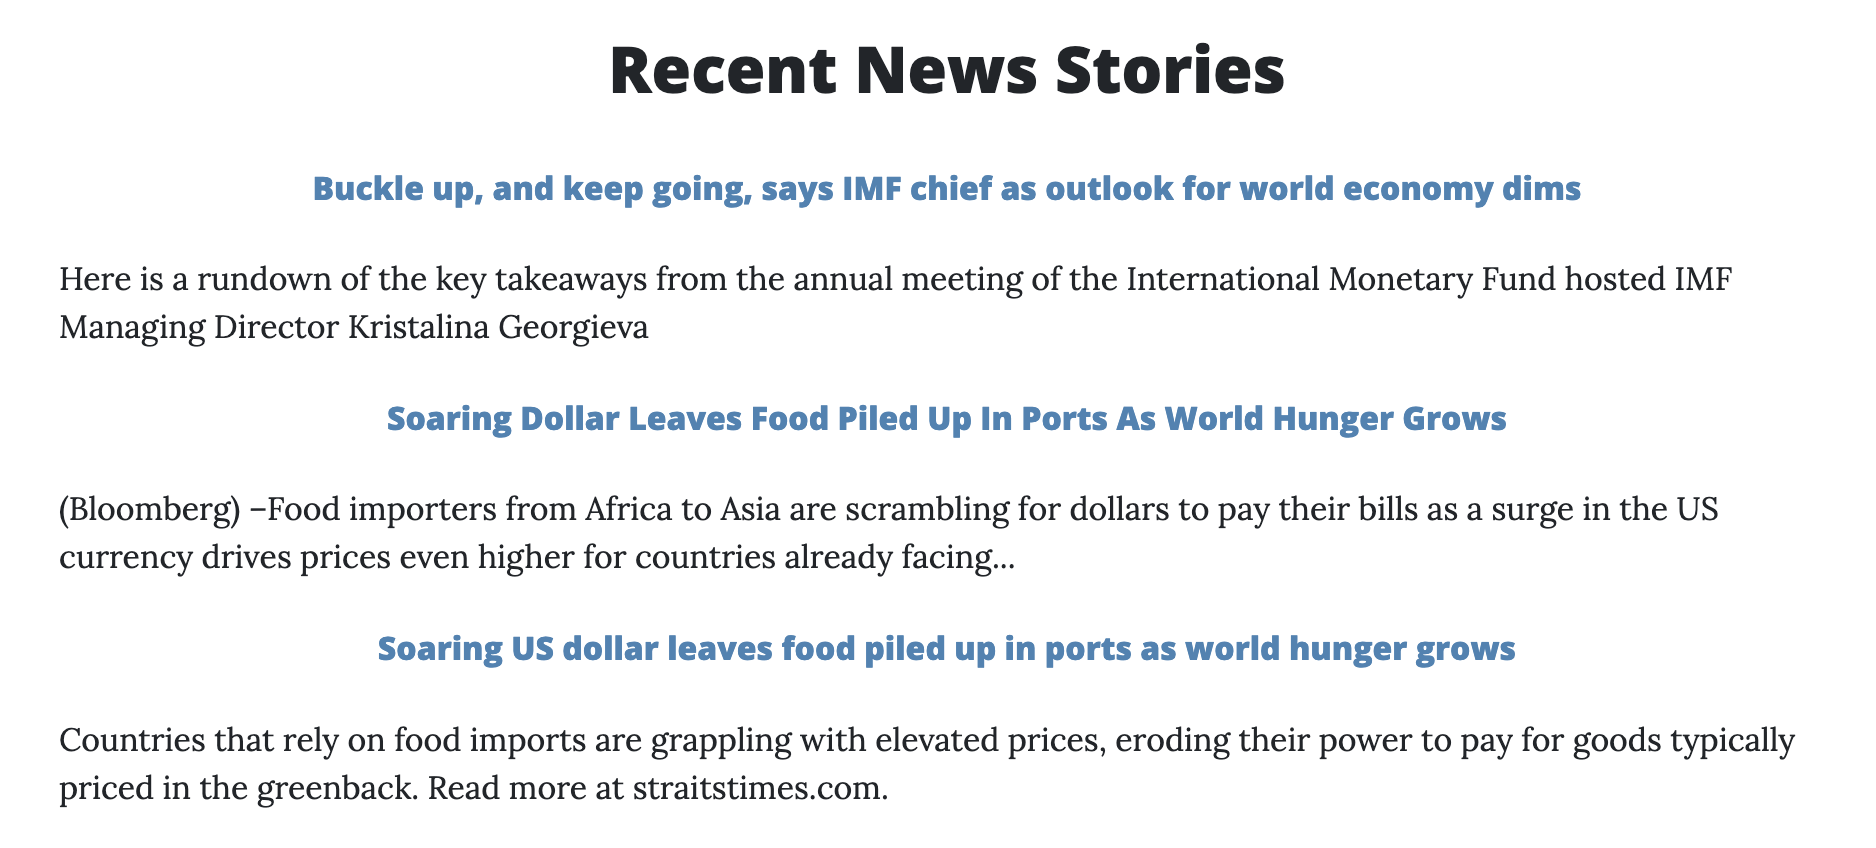 Recent News Stories
Buckle up, and keep going, says IMF chief as outlook for world economy dims
Here is a rundown of the key takeaways from the annual meeting of the International Monetary Fund hosted IMF
Managing Director Kristalina Georgieva
Soaring Dollar Leaves Food Piled Up In Ports As World Hunger Grows
(Bloomberg) –Food importers from Africa to Asia are scrambling for dollars to pay their bills as a surge in the US
currency drives prices even higher for countries already facing...
Soaring US dollar leaves food piled up in ports as world hunger grows
Countries that rely on food imports are grappling with elevated prices, eroding their power to pay for goods typically
priced in the greenback. Read more at straitstimes.com.